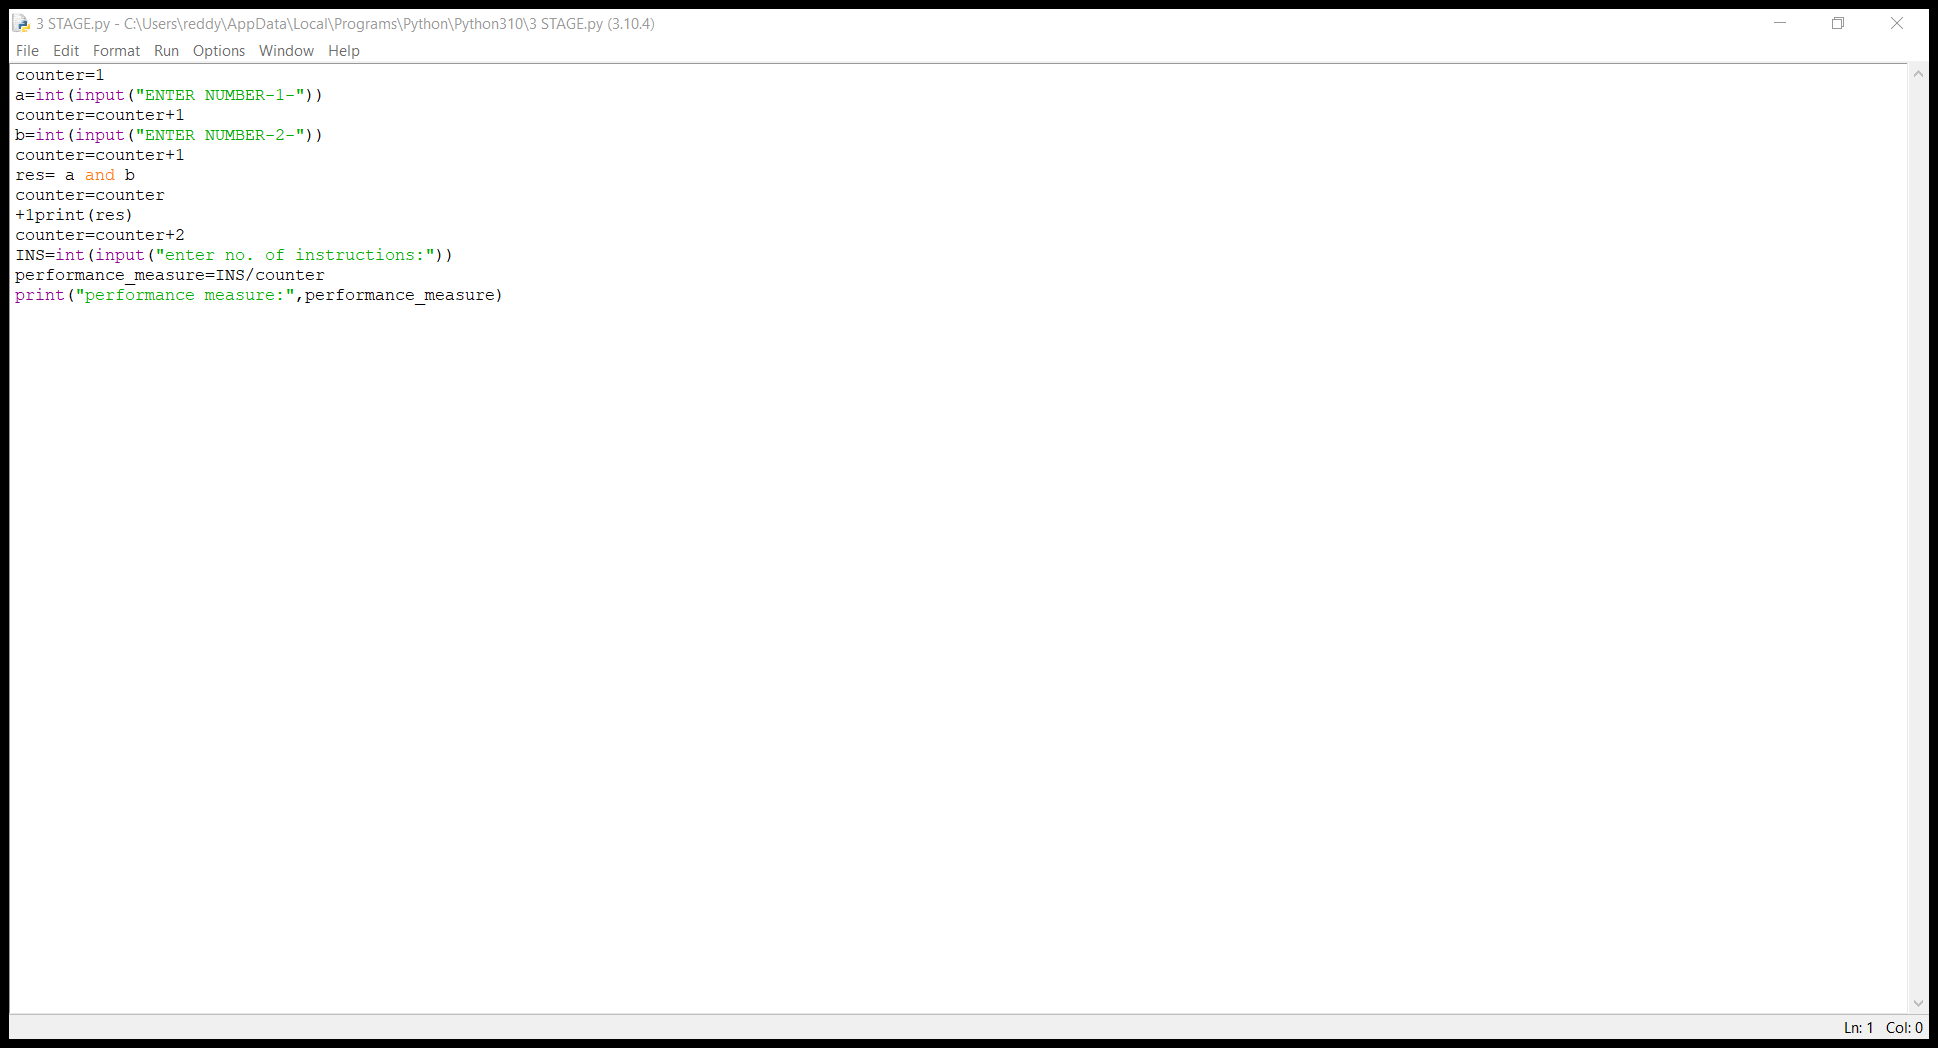 3 STAGE.py - C:\Users\reddy\AppData\Local\Programs\Python\Python310\3 STAGE.py (3.10.4)
File Edit Format Run Options Window Help
counter=1
a=int(input("ENTER NUMBER-1-"))
counter=counter+1
b=int(input("ENTER NUMBER-2-"))
counter=counter+1
res= a and b
counter=counter
+1print(res)
counter=counter+2
INS=int(input("enter no. of instructions:"))
performance_measure=INS/counter
print("performance measure:",performance_measure)
Ln: 1 Col: 0